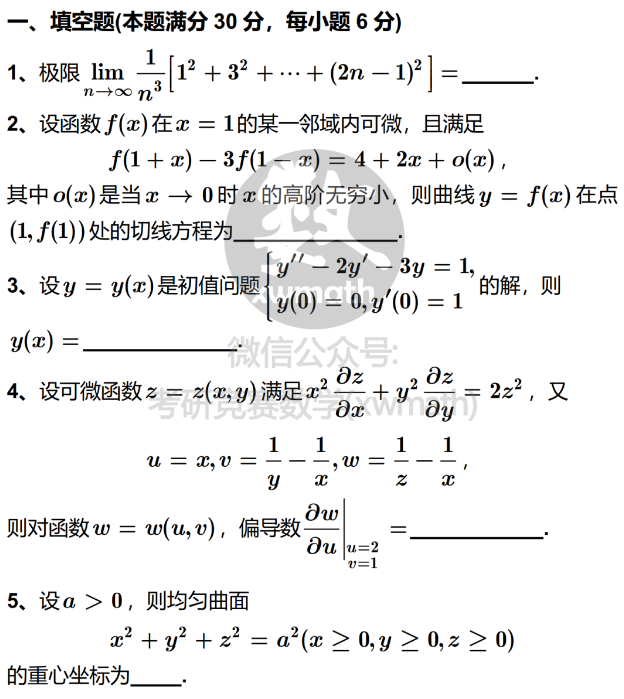 一、填空题(本题满分 30 分，每小题 6 分)
1、极限 $\lim_{n\to\infty}\frac{1}{n^3}\left[1^2+3^2+\cdots+(2n-1)^2\right]=$______.
2、设函数 $f(x)$ 在 $x=1$ 的某一邻域内可微，且满足
$f(1+x)-3f(1-x)=4+2x+o(x)$，
其中 $o(x)$ 是当 $x\to 0$ 时 $x$ 的高阶无穷小，则曲线 $y=f(x)$ 在点
$(1,f(1))$ 处的切线方程为______________.
3、设 $y=y(x)$ 是初值问题 $\begin{cases}y''-2y'-3y=1,\\y(0)=0,y'(0)=1\end{cases}$ 的解，则
$y(x)=$______________.
xwmath
微信公众号:
考研竞赛数学(xwmath)
4、设可微函数 $z=z(x,y)$ 满足 $x^2\frac{\partial z}{\partial x}+y^2\frac{\partial z}{\partial y}=2z^2$，又
$u=x,v=\frac{1}{y}-\frac{1}{x},w=\frac{1}{z}-\frac{1}{x}$，
则对函数 $w=w(u,v)$，偏导数 $\left.\frac{\partial w}{\partial u}\right|_{\substack{u=2\\v=1}}=$____________.
5、设 $a>0$，则均匀曲面
$x^2+y^2+z^2=a^2(x\geq 0,y\geq 0,z\geq 0)$
的重心坐标为_____.